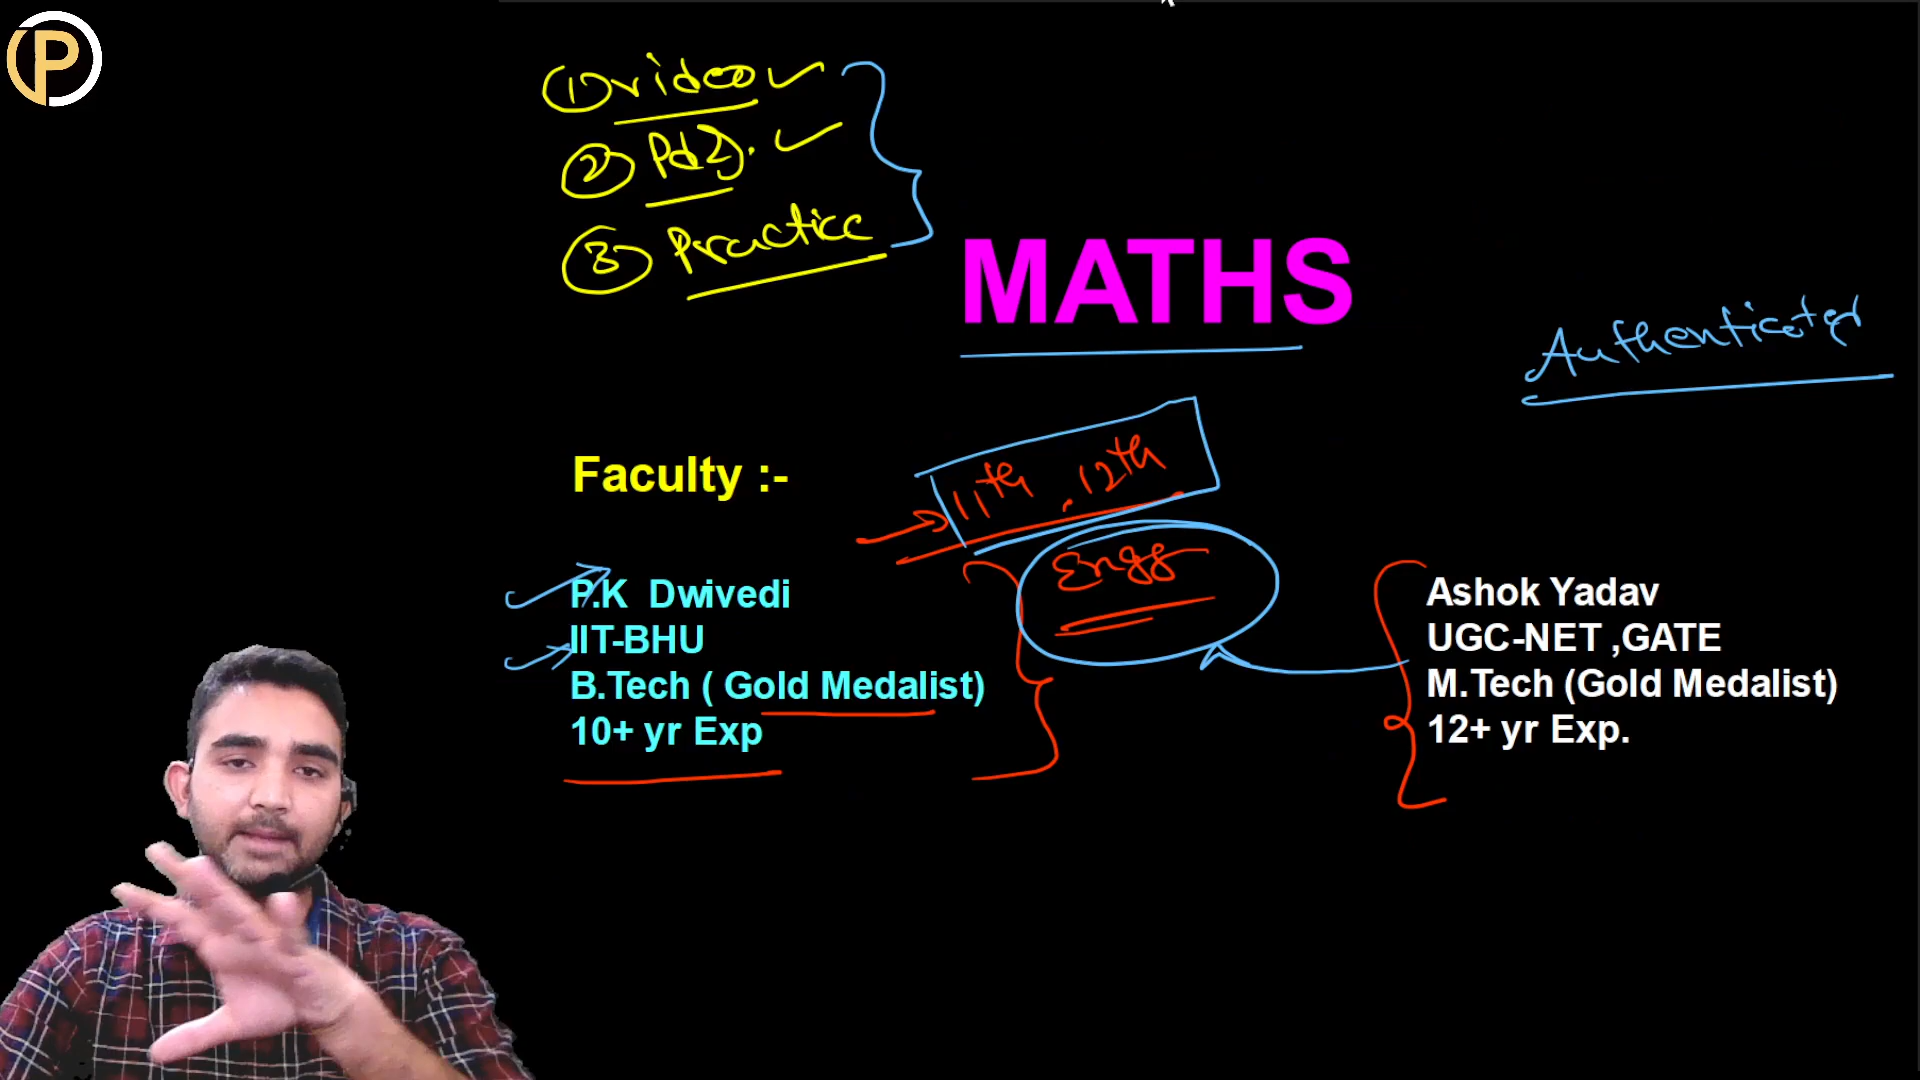 P
① video
② Pdf.
③ Practice
MATHS
Authenticated
Faculty :-
11th , 12th
Engg
P.K Dwivedi
IIT-BHU
B.Tech ( Gold Medalist)
10+ yr Exp
Ashok Yadav
UGC-NET ,GATE
M.Tech (Gold Medalist)
12+ yr Exp.